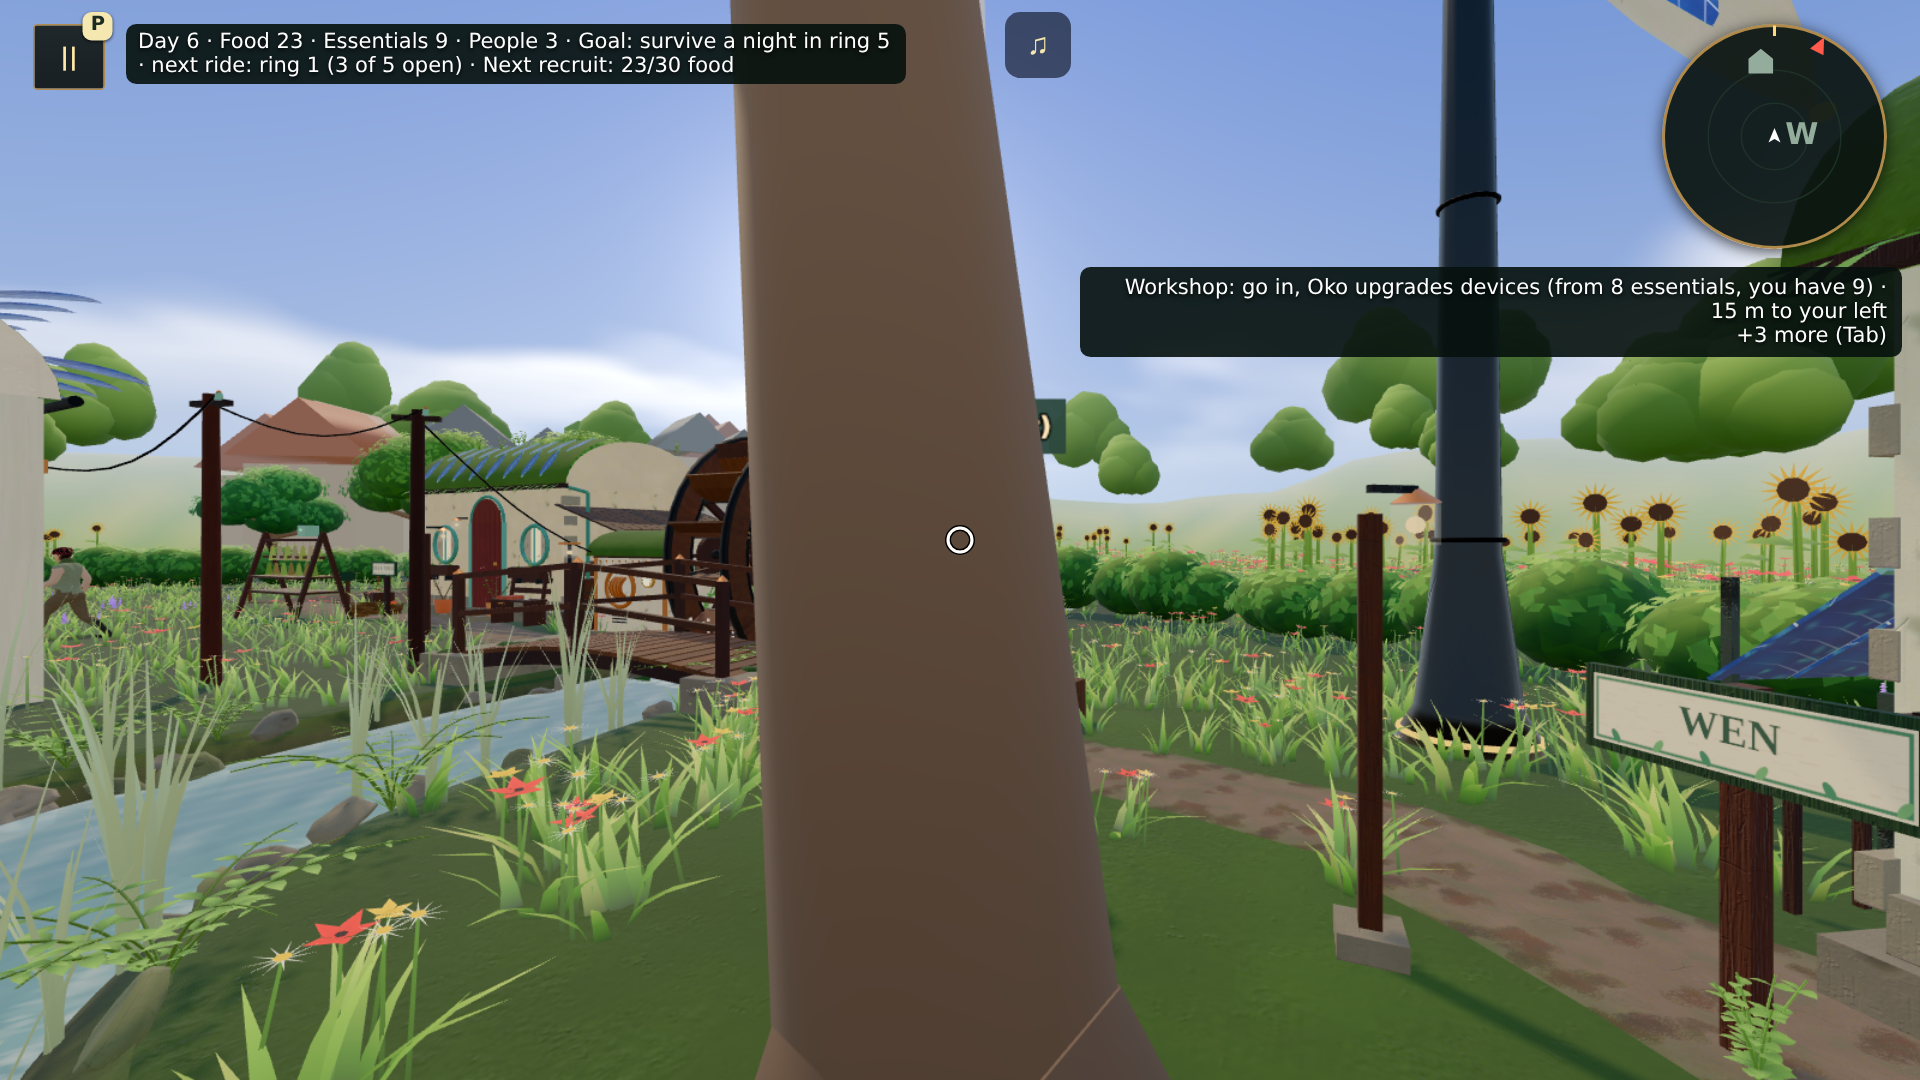 P
Day 6 · Food 23 · Essentials 9 · People 3 · Goal: survive a night in ring 5
· next ride: ring 1 (3 of 5 open) · Next recruit: 23/30 food
W
Workshop: go in, Oko upgrades devices (from 8 essentials, you have 9) ·
15 m to your left
+3 more (Tab)
WEN